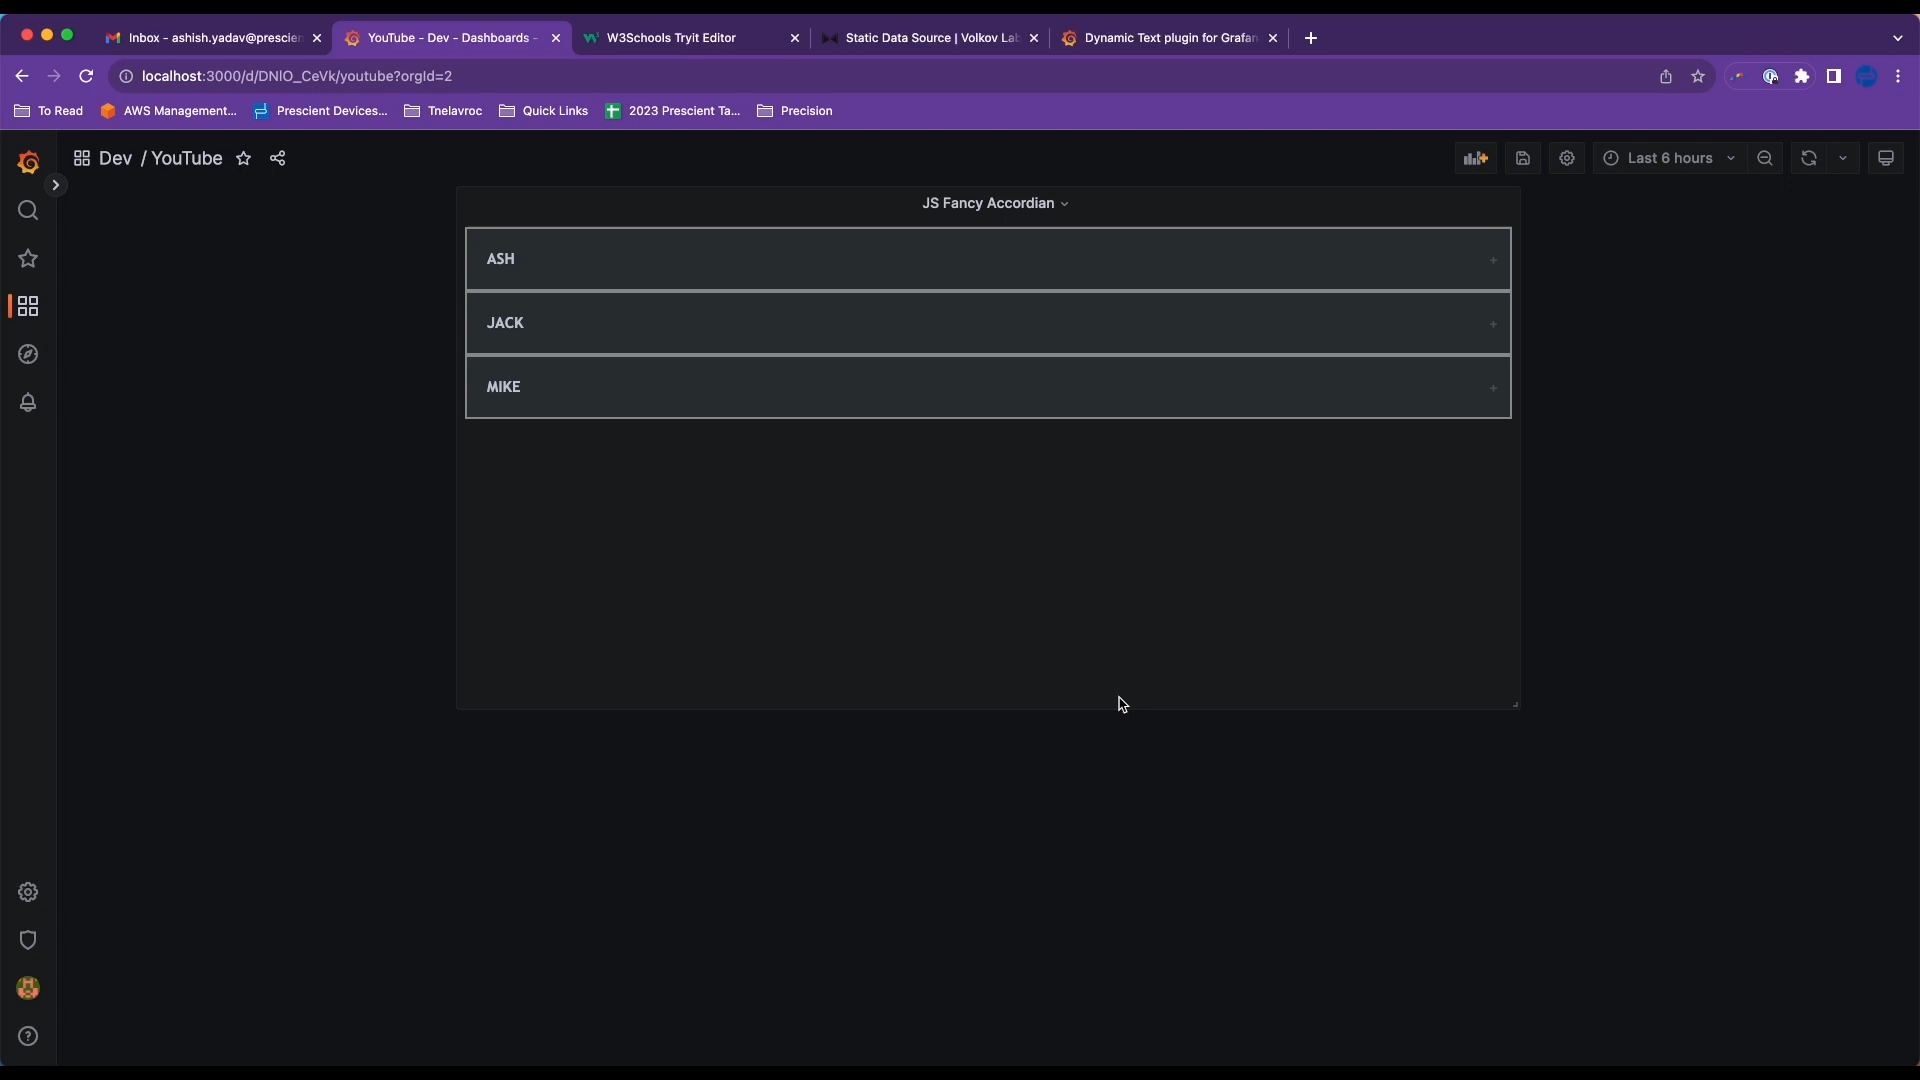 Inbox - ashish.yadav@prescien
YouTube - Dev - Dashboards -
W3Schools Tryit Editor
Static Data Source | Volkov La
Dynamic Text plugin for Grafan
localhost:3000/d/DNlO_CeVk/youtube?orgId=2
To Read
AWS Management...
Prescient Devices...
Tnelavroc
Quick Links
2023 Prescient Ta...
Precision
Dev / YouTube
Last 6 hours
JS Fancy Accordian
ASH
+
JACK
+
MIKE
+